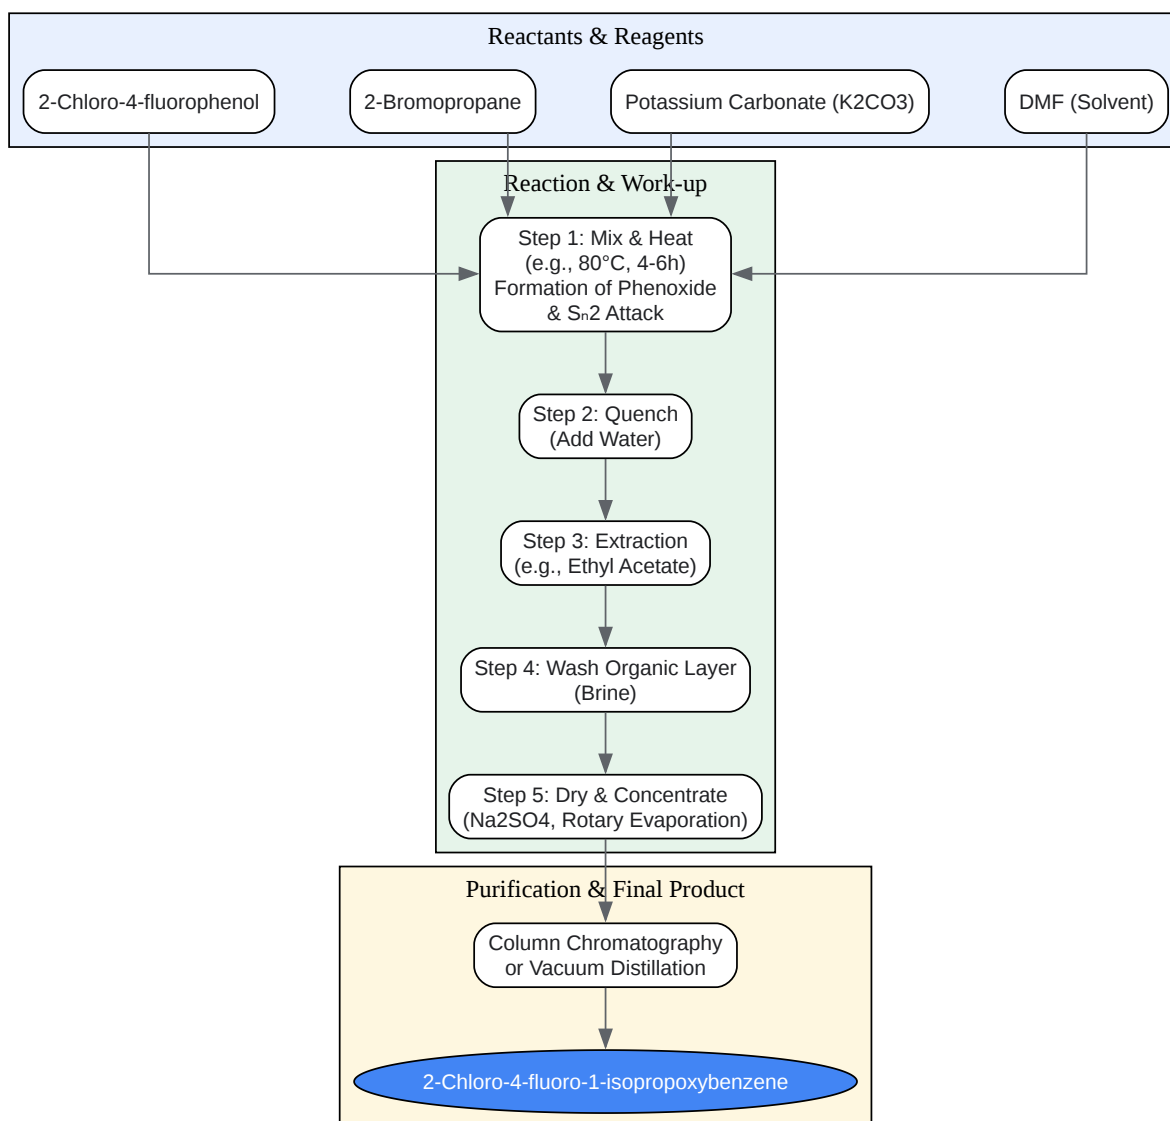 Reactants & Reagents
2-Chloro-4-fluorophenol
2-Bromopropane
Potassium Carbonate (K2CO3)
DMF (Solvent)
Reaction & Work-up
Step 1: Mix & Heat
(e.g., 80°C, 4-6h)
Formation of Phenoxide
& Sₙ2 Attack
Step 2: Quench
(Add Water)
Step 3: Extraction
(e.g., Ethyl Acetate)
Step 4: Wash Organic Layer
(Brine)
Step 5: Dry & Concentrate
(Na2SO4, Rotary Evaporation)
Purification & Final Product
Column Chromatography
or Vacuum Distillation
2-Chloro-4-fluoro-1-isopropoxybenzene